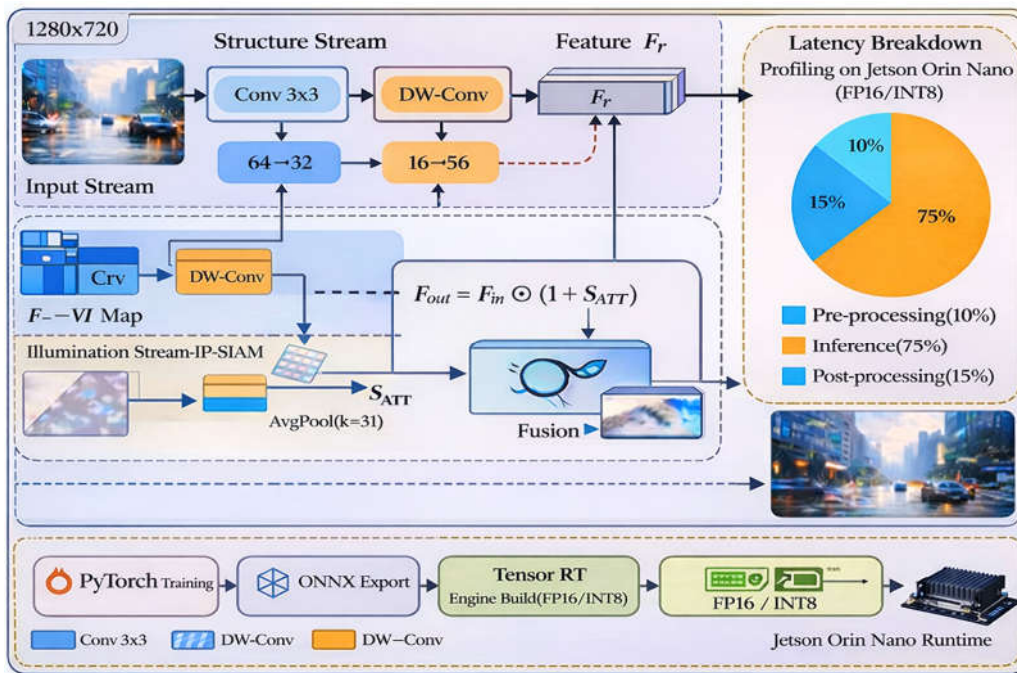 1280x720
Structure Stream
Feature Fr
Conv 3x3
DW-Conv
Fr
64→32
16→56
Input Stream
Latency Breakdown
Profiling on Jetson Orin Nano
(FP16/INT8)
10%
15%
75%
Pre-processing(10%)
Inference(75%)
Post-processing(15%)
Crv
DW-Conv
F-–VI Map
Fout = Fin ⊙ (1 + SATT)
Illumination Stream-IP-SIAM
SATT
AvgPool(k=31)
Fusion
PyTorch Training
ONNX Export
Tensor RT
Engine Build(FP16/INT8)
FP16 / INT8
Conv 3x3
DW-Conv
DW–Conv
Jetson Orin Nano Runtime